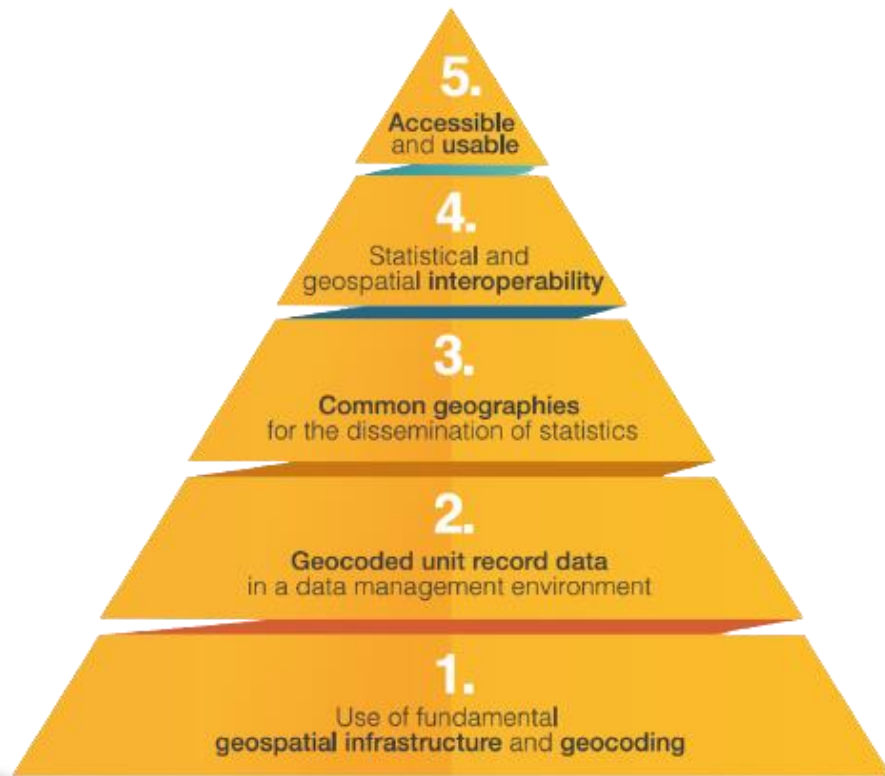 5.
Accessible
and usable
4.
Statistical and
geospatial interoperability
3.
Common geographies
for the dissemination of statistics
2.
Geocoded unit record data
in a data management environment
1.
Use of fundamental
geospatial infrastructure and geocoding